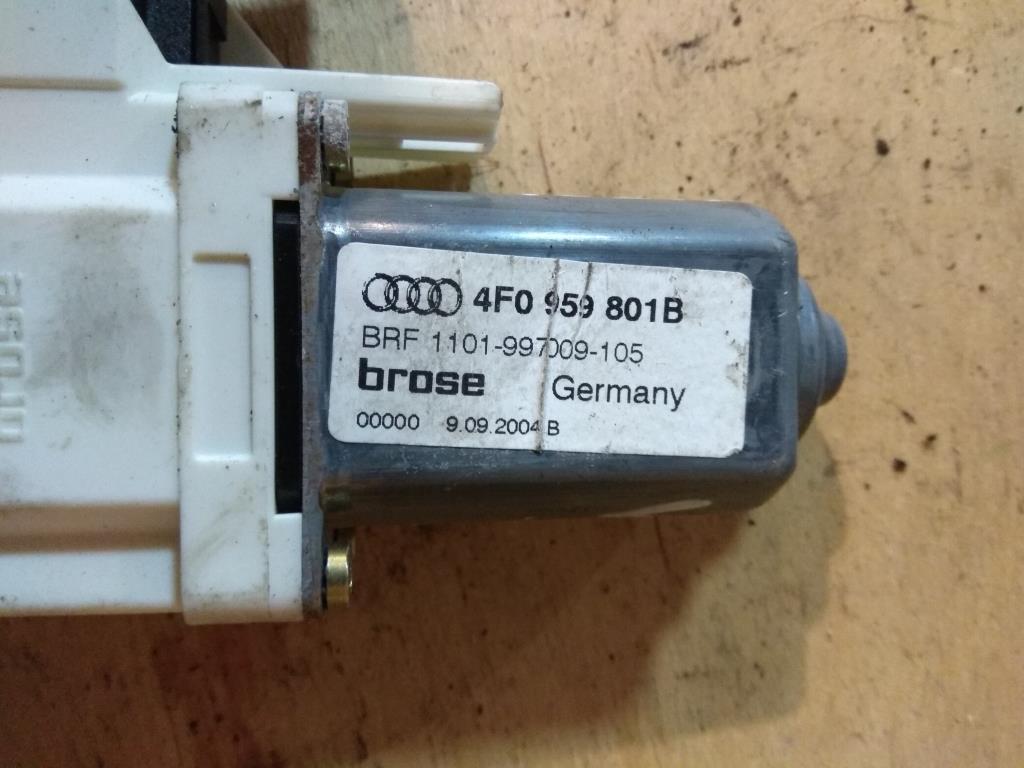 4F0 959 801B
BRF 1101-997009-105
brose Germany
00000 9.09.2004 B